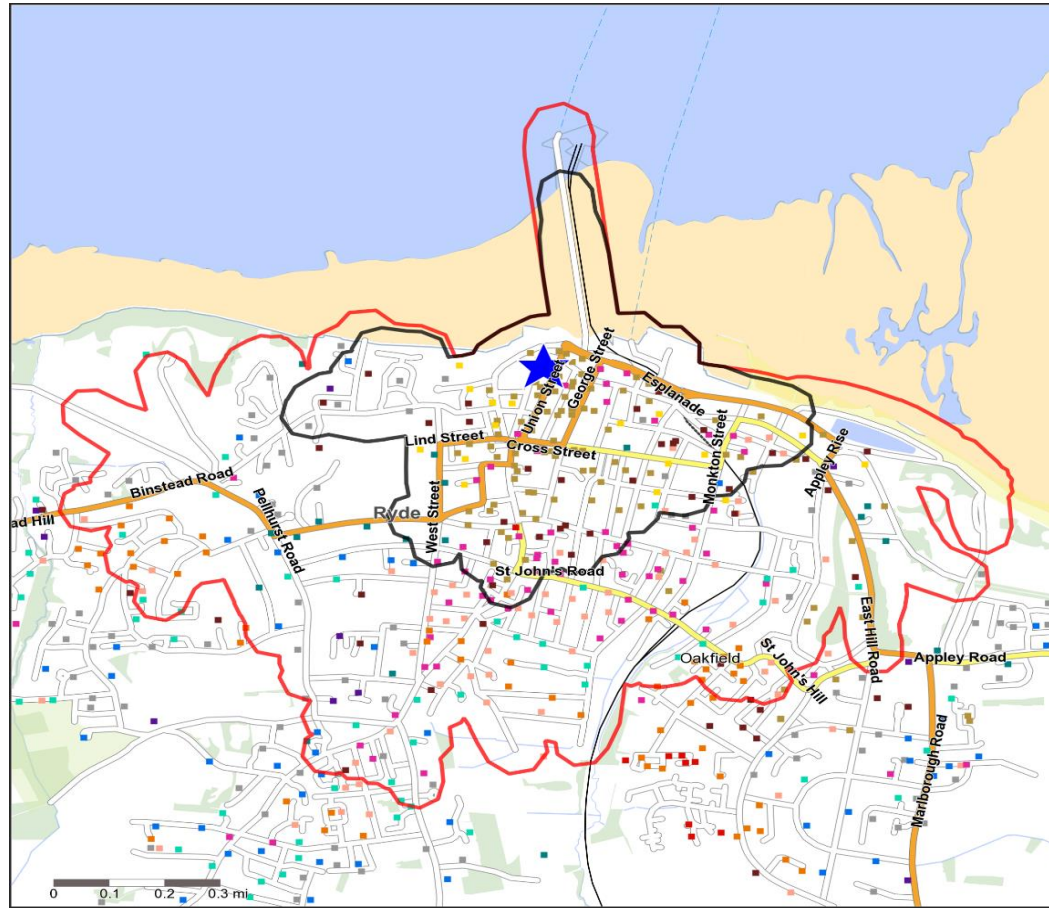 Union Street
George Street
Esplanade
Lind Street
Cross Street
Monkton Street
Appley Rise
Binstead Road
ad Hill
Pellhurst Road
Ryde
West Street
St John's Road
East Hill Road
Oakfield
St John's Hill
Appley Road
Marlborough Road
0 0.1 0.2 0.3 mi